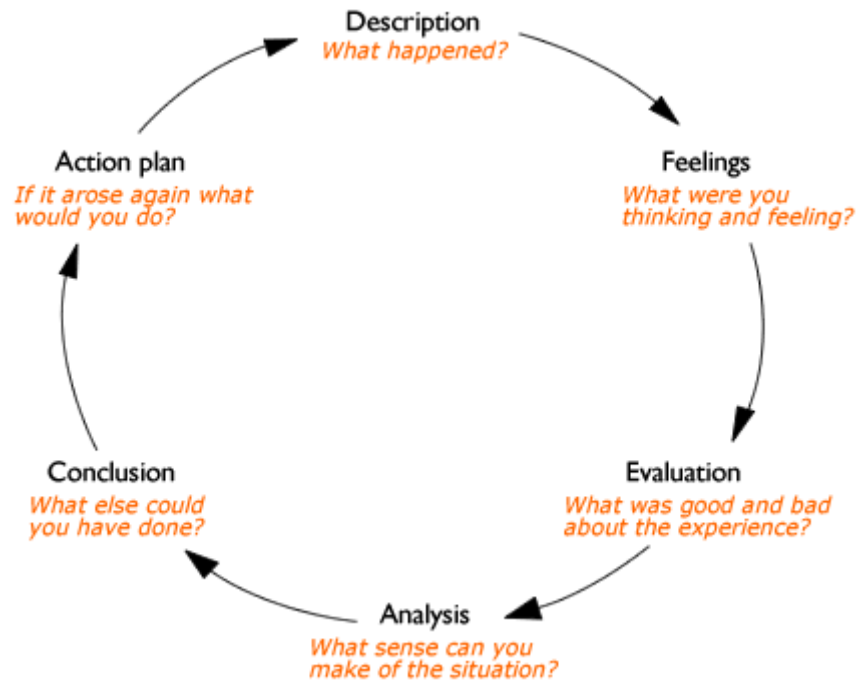 Description
What happened?
Feelings
What were you
thinking and feeling?
Evaluation
What was good and bad
about the experience?
Analysis
What sense can you
make of the situation?
Conclusion
What else could
you have done?
Action plan
If it arose again what
would you do?